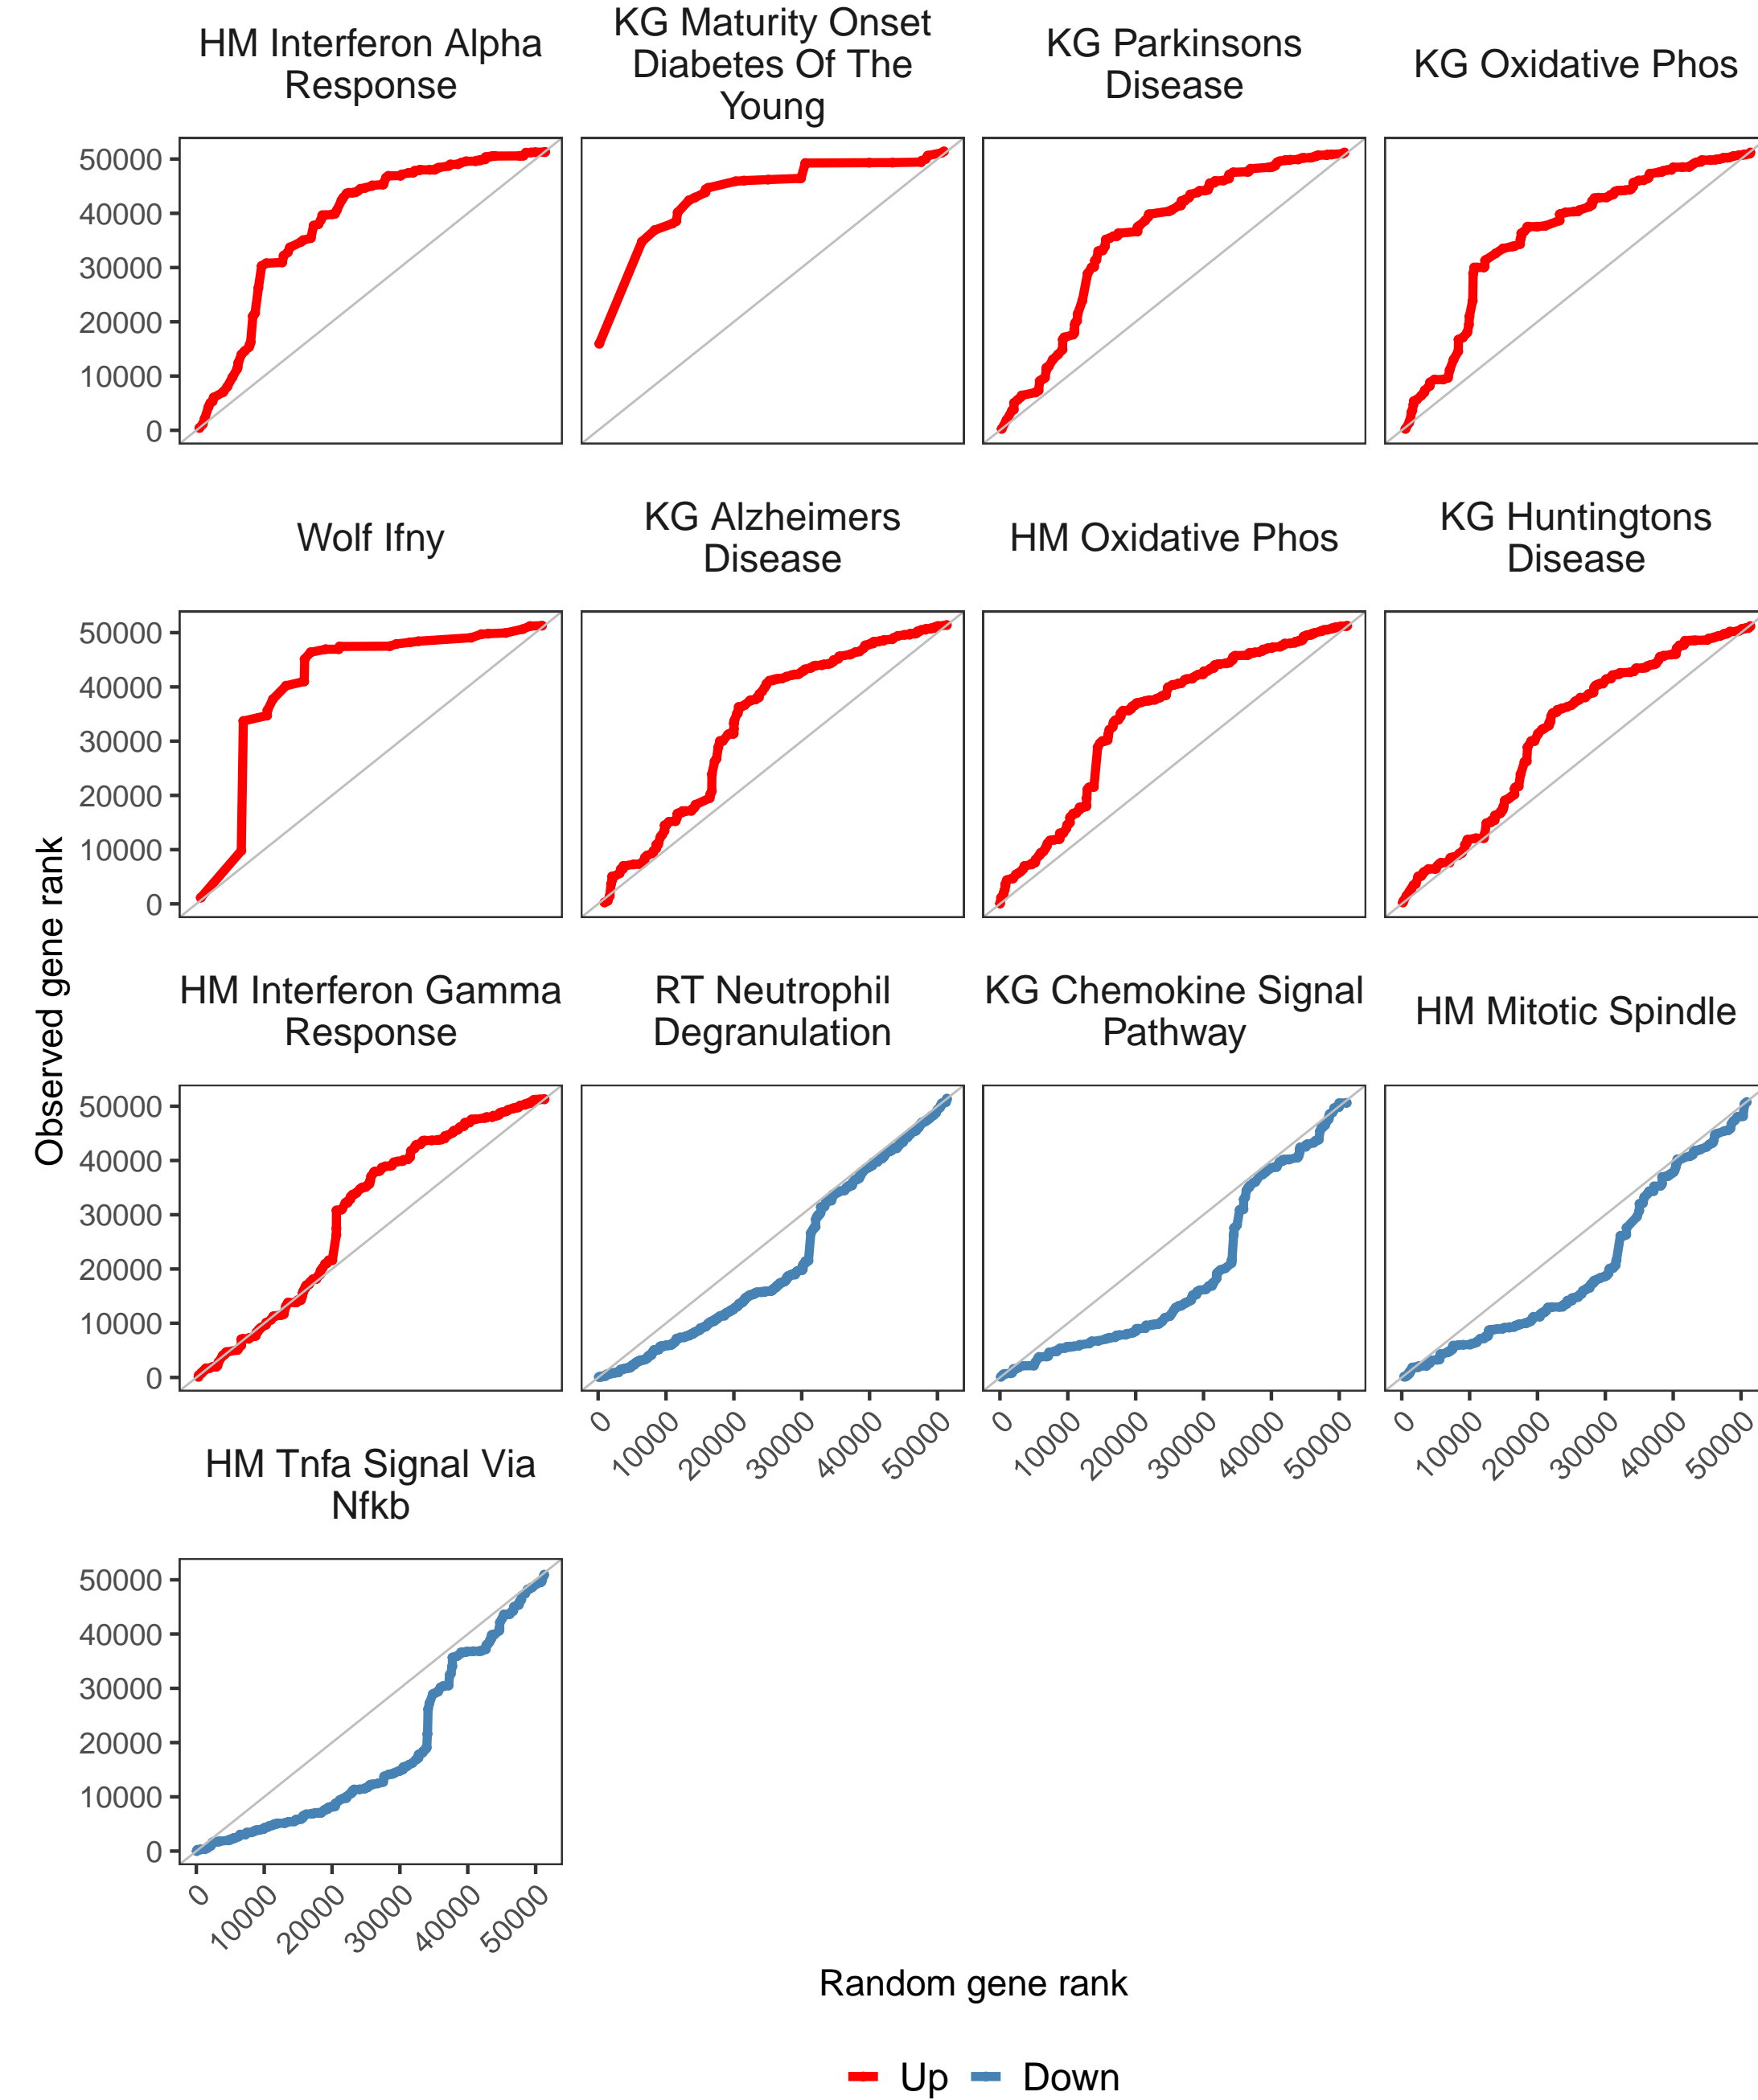 HM Interferon Alpha
Response
KG Maturity Onset
Diabetes Of The
Young
KG Parkinsons
Disease
KG Oxidative Phos
50000
40000
30000
20000
10000
0
Wolf Ifny
KG Alzheimers
Disease
HM Oxidative Phos
KG Huntingtons
Disease
50000
40000
30000
20000
10000
0
Observed gene rank
HM Interferon Gamma
Response
RT Neutrophil
Degranulation
KG Chemokine Signal
Pathway
HM Mitotic Spindle
50000
40000
30000
20000
10000
0
0 10000 20000 30000 40000 50000
0 10000 20000 30000 40000 50000
0 10000 20000 30000 40000 50000
HM Tnfa Signal Via
Nfkb
50000
40000
30000
20000
10000
0
0 10000 20000 30000 40000 50000
Random gene rank
Up Down